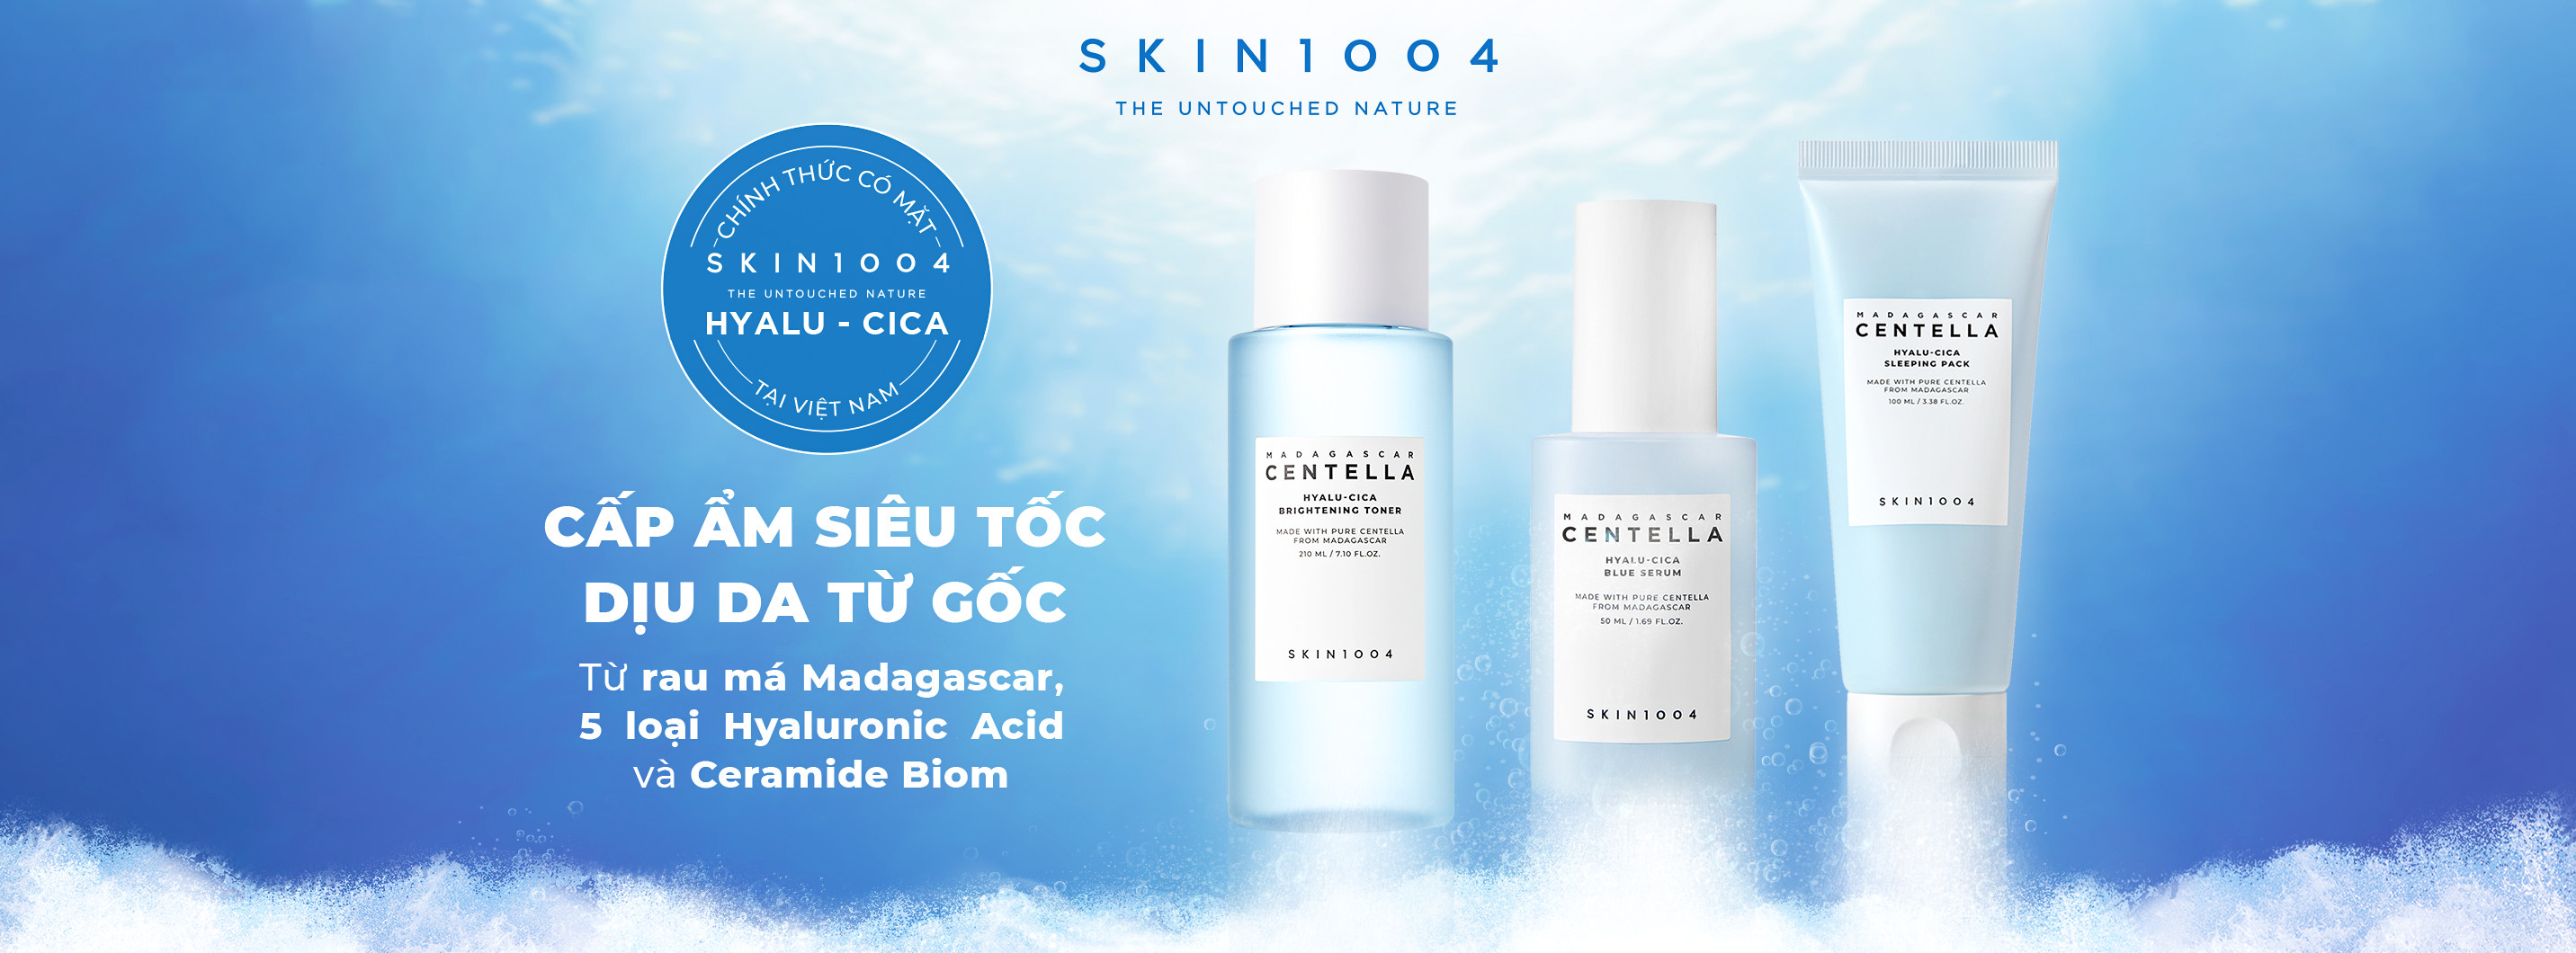 SKIN1004
THE UNTOUCHED NATURE
CHÍNH THỨC CÓ MẶT
SKIN1004
THE UNTOUCHED NATURE
HYALU - CICA
TẠI VIỆT NAM
CẤP ẨM SIÊU TỐC
DỊU DA TỪ GỐC
Từ rau má Madagascar,
5 loại Hyaluronic Acid
và Ceramide Biom
MADAGASCAR
CENTELLA
HYALU-CICA
BRIGHTENING TONER
MADE WITH PURE CENTELLA
FROM MADAGASCAR
210 ML / 7.10 FL.OZ.
SKIN1004
MADAGASCAR
CENTELLA
HYALU-CICA
BLUE SERUM
MADE WITH PURE CENTELLA
FROM MADAGASCAR
50 ML / 1.69 FL.OZ.
SKIN1004
MADAGASCAR
CENTELLA
HYALU-CICA
SLEEPING PACK
MADE WITH PURE CENTELLA
FROM MADAGASCAR
100 ML / 3.38 FL.OZ.
SKIN1004